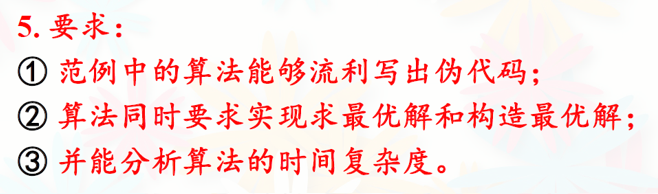 5. 要求：
① 范例中的算法能够流利写出伪代码；
② 算法同时要求实现求最优解和构造最优解；
③ 并能分析算法的时间复杂度。